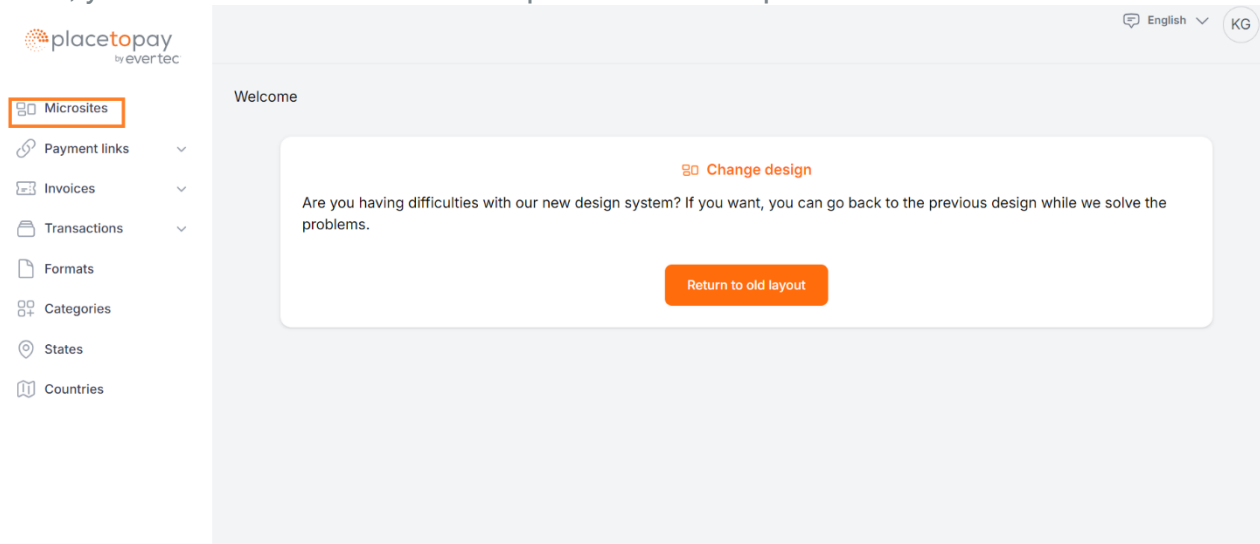 English
KG
placetopay
by evertec
Microsites
Payment links
Invoices
Transactions
Formats
Categories
States
Countries
Welcome
Change design
Are you having difficulties with our new design system? If you want, you can go back to the previous design while we solve the
problems.
Return to old layout